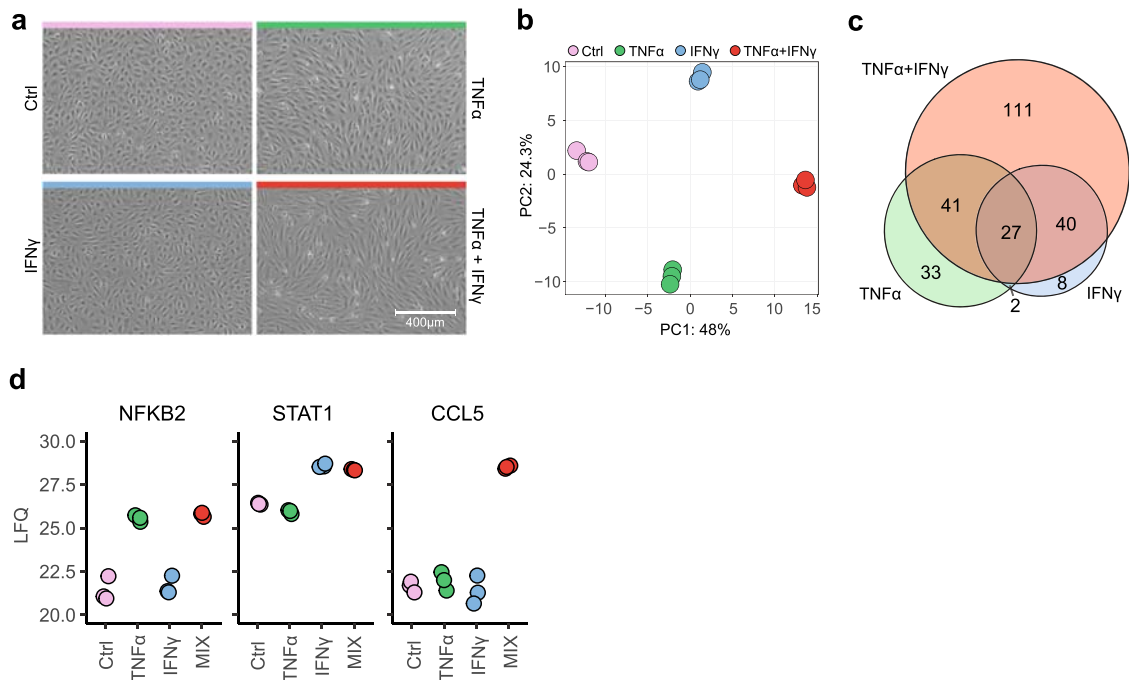 a
Ctrl
TNFα
IFNγ
TNFα + IFNγ
400μm
b
Ctrl
TNFα
IFNγ
TNFα+IFNγ
10
5
0
−5
−10
PC2: 24.3%
−10
−5
0
5
10
15
PC1: 48%
c
TNFα+IFNγ
111
41
27
40
33
8
2
TNFα
IFNγ
d
NFKB2
STAT1
CCL5
30.0
27.5
25.0
22.5
20.0
LFQ
Ctrl
TNFα
IFNγ
MIX
Ctrl
TNFα
IFNγ
MIX
Ctrl
TNFα
IFNγ
MIX